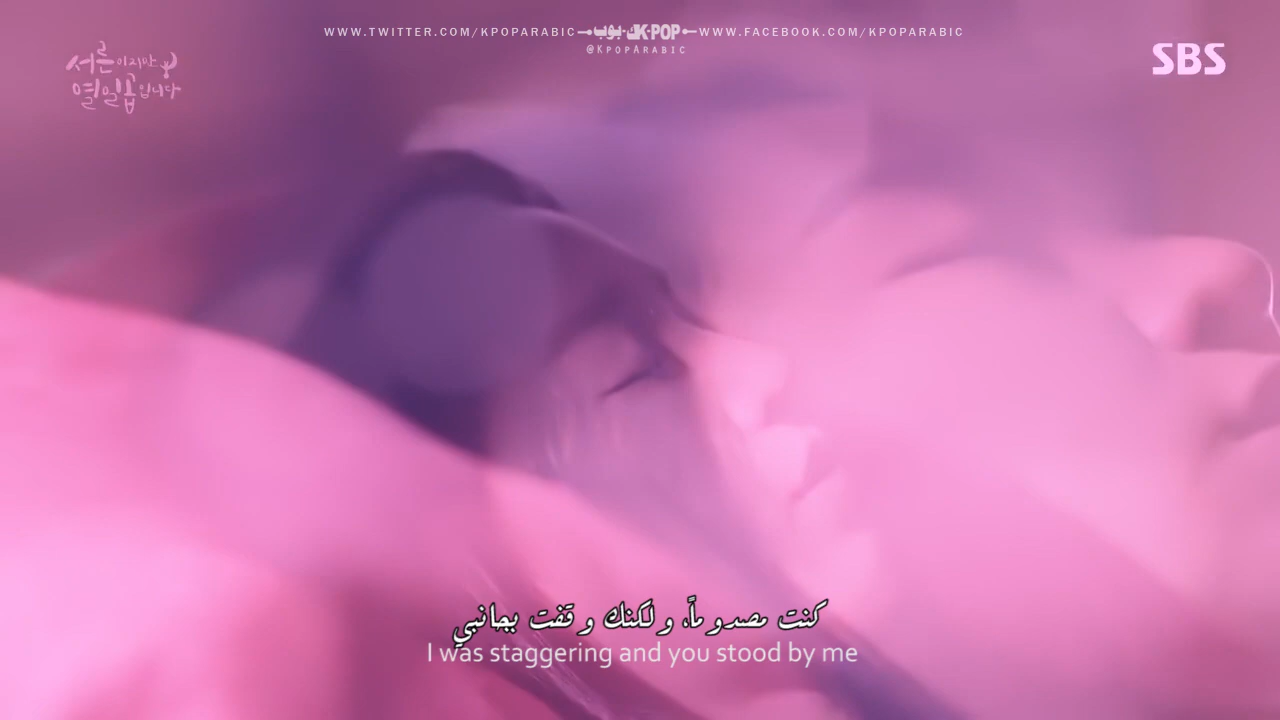 WWW.TWITTER.COM/KPOPARABIC ك-بوب K-POP WWW.FACEBOOK.COM/KPOPARABIC
@KPOPARABIC
SBS
서른이지만
열일곱입니다
كنت مصدوماً، ولكنك وقفت بجانبي
I was staggering and you stood by me